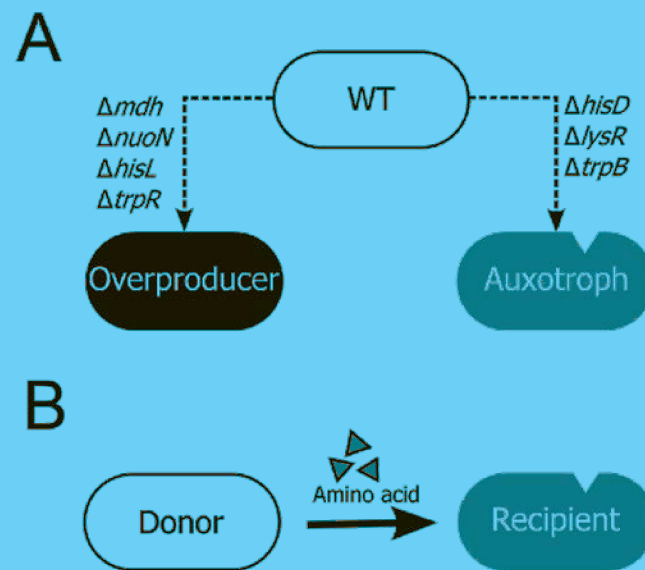 A
WT
Δmdh
ΔnuoN
ΔhisL
ΔtrpR
ΔhisD
ΔlysR
ΔtrpB
Overproducer
Auxotroph
B
Amino acid
Donor
Recipient